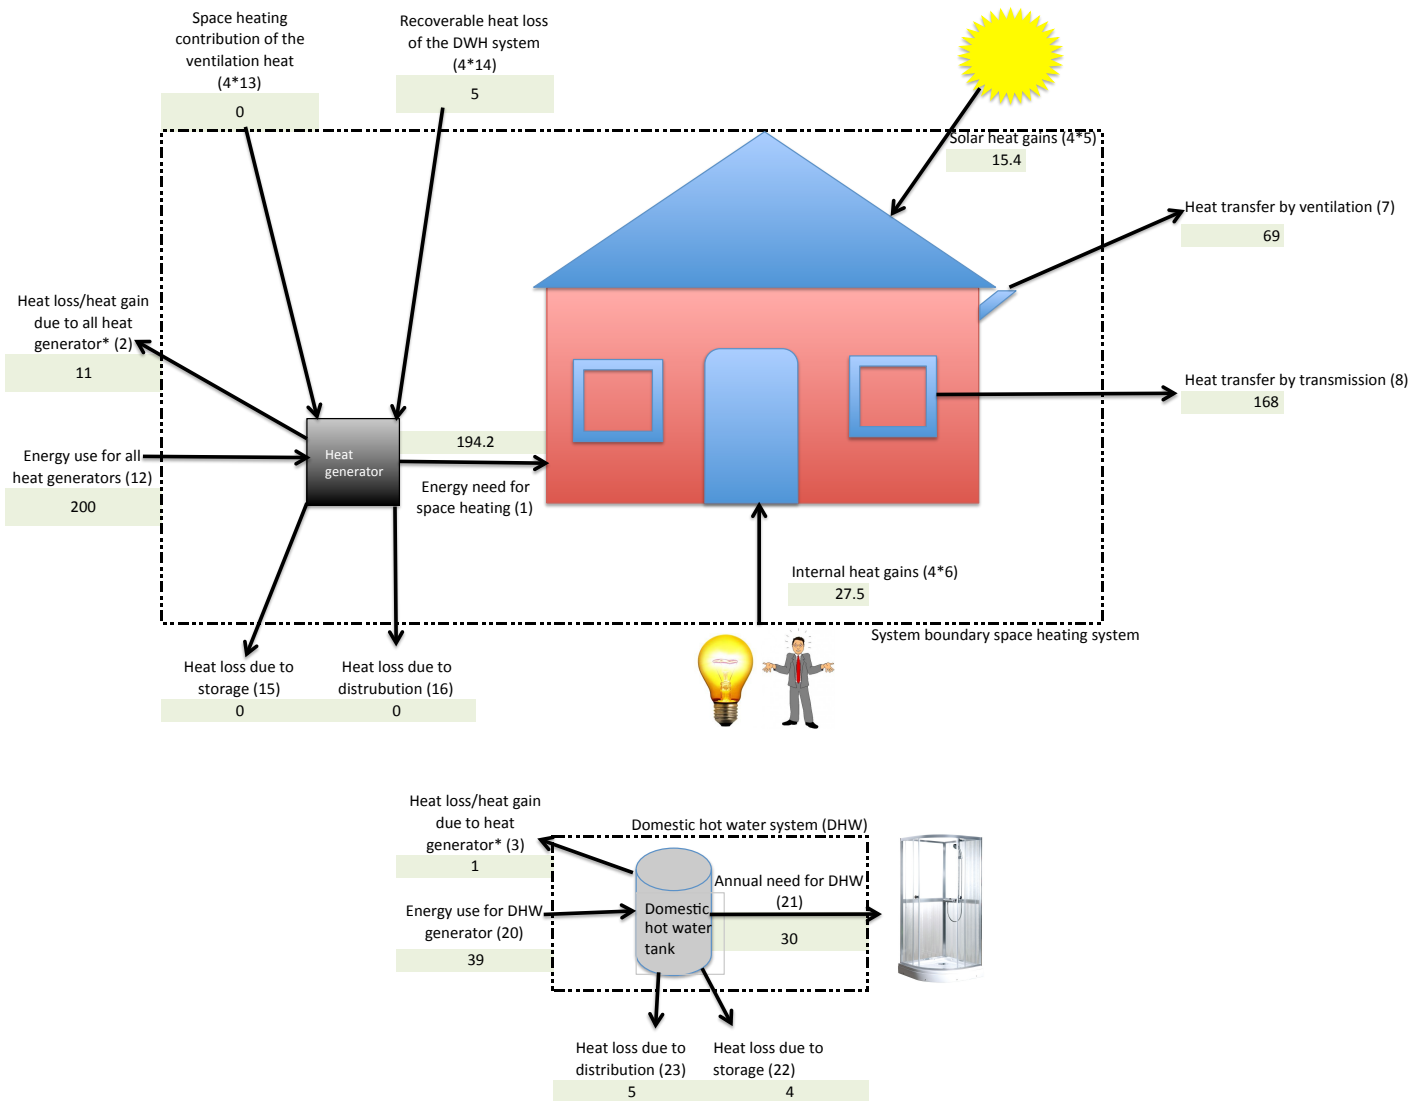 Space heating
contribution of the
ventilation heat
(4*13)
0
Recoverable heat loss
of the DWH system
(4*14)
5
Solar heat gains (4*5)
15.4
Heat transfer by ventilation (7)
69
Heat loss/heat gain
due to all heat
generator* (2)
11
Heat transfer by transmission (8)
168
Energy use for all
heat generators (12)
200
Heat
generator
194.2
Energy need for
space heating (1)
Internal heat gains (4*6)
27.5
System boundary space heating system
Heat loss due to
storage (15)
0
Heat loss due to
distrubution (16)
0
Heat loss/heat gain
due to heat
generator* (3)
1
Domestic hot water system (DHW)
Energy use for DHW
generator (20)
39
Domestic
hot water
tank
Annual need for DHW
(21)
30
Heat loss due to
distribution (23)
5
Heat loss due to
storage (22)
4